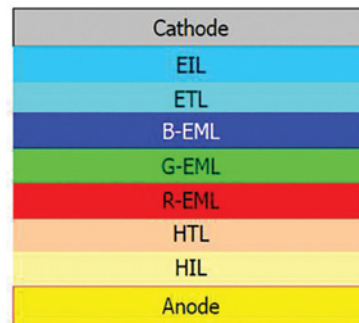 Cathode
EIL
ETL
B-EML
G-EML
R-EML
HTL
HIL
Anode